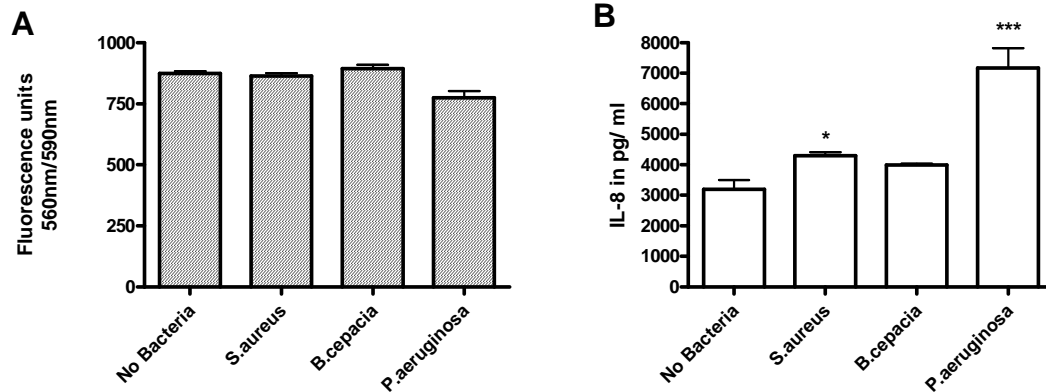 A
Fluorescence units
560nm/590nm
1000
750
500
250
0
No Bacteria
S.aureus
B.cepacia
P.aeruginosa
B
IL-8 in pg/ ml
8000
7000
6000
5000
4000
3000
2000
1000
0
*
***
No Bacteria
S.aureus
B.cepacia
P.aeruginosa